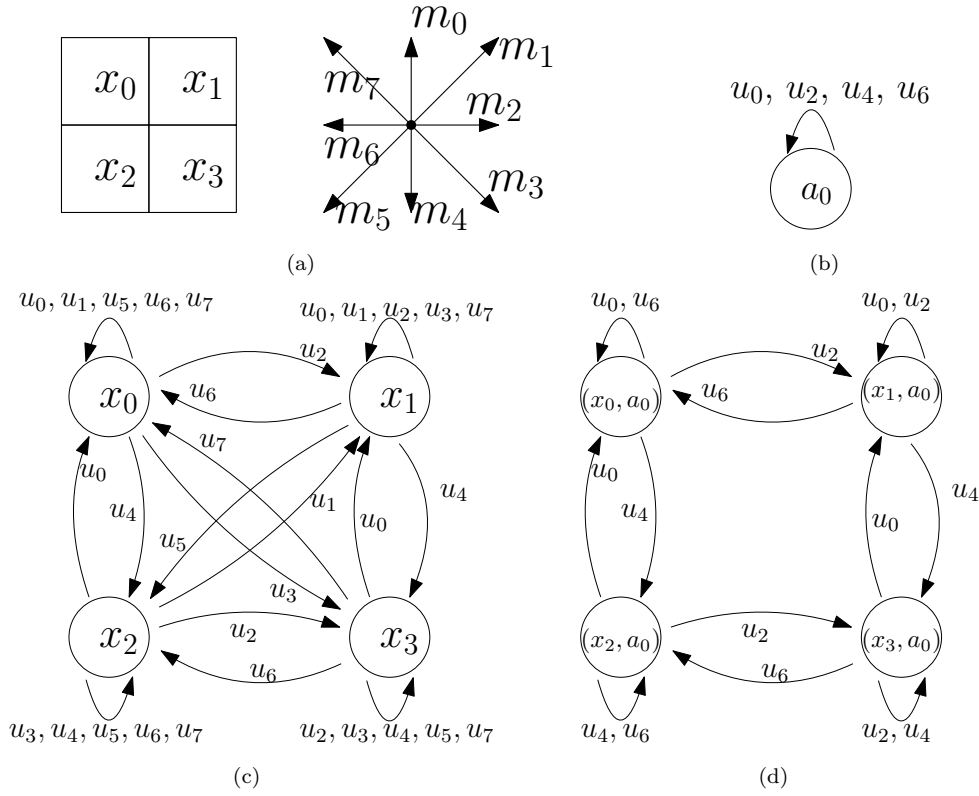 x₀ x₁
x₂ x₃
m₀
m₁
m₂
m₃
m₄
m₅
m₆
m₇
(a)
u₀, u₂, u₄, u₆
a₀
(b)
u₀, u₁, u₅, u₆, u₇
u₀, u₁, u₂, u₃, u₇
x₀
u₂
u₆
x₁
u₇
u₀
u₄
u₄
u₁
u₀
u₅
u₃
x₂
u₂
u₆
x₃
u₃, u₄, u₅, u₆, u₇
u₂, u₃, u₄, u₅, u₇
(c)
u₀, u₆
u₀, u₂
(x₀, a₀)
u₂
u₆
(x₁, a₀)
u₀
u₄
u₄
u₀
(x₂, a₀)
u₂
u₆
(x₃, a₀)
u₄, u₆
u₂, u₄
(d)